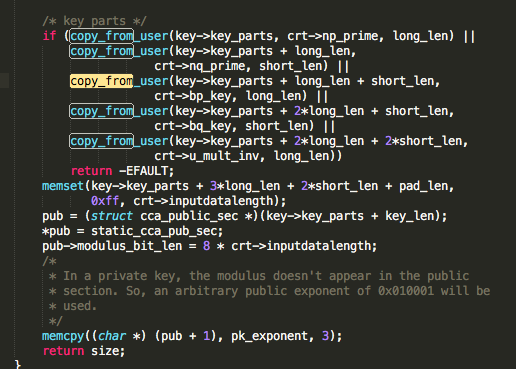 /* key parts */
if (copy_from_user(key->key_parts, crt->np_prime, long_len) ||
copy_from_user(key->key_parts + long_len,
crt->nq_prime, short_len) ||
copy_from_user(key->key_parts + long_len + short_len,
crt->bp_key, long_len) ||
copy_from_user(key->key_parts + 2*long_len + short_len,
crt->bq_key, short_len) ||
copy_from_user(key->key_parts + 2*long_len + 2*short_len,
crt->u_mult_inv, long_len))
return -EFAULT;
memset(key->key_parts + 3*long_len + 2*short_len + pad_len,
0xff, crt->inputdatalength);
pub = (struct cca_public_sec *)(key->key_parts + key_len);
*pub = static_cca_pub_sec;
pub->modulus_bit_len = 8 * crt->inputdatalength;
/*
* In a private key, the modulus doesn't appear in the public
* section. So, an arbitrary public exponent of 0x010001 will be
* used.
*/
memcpy((char *) (pub + 1), pk_exponent, 3);
return size;
}